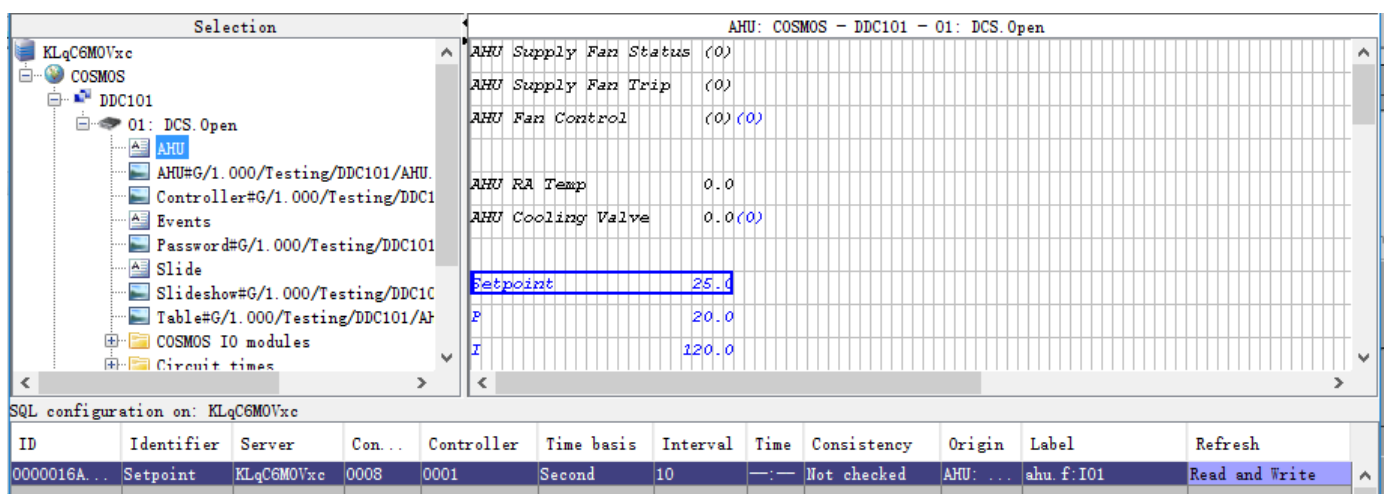 Selection
KLqC6M0Vxc
COSMOS
DDC101
01: DCS.Open
AHU
AHU#G/1.000/Testing/DDC101/AHU.
Controller#G/1.000/Testing/DDC1
Events
Password#G/1.000/Testing/DDC101
Slide
Slideshow#G/1.000/Testing/DDC10
Table#G/1.000/Testing/DDC101/AH
COSMOS IO modules
Circuit times
AHU: COSMOS - DDC101 - 01: DCS.Open
AHU Supply Fan Status (0)
AHU Supply Fan Trip (0)
AHU Fan Control (0)(0)
AHU RA Temp 0.0
AHU Cooling Valve 0.0(0)
Setpoint 25.0
P 20.0
I 120.0
SQL configuration on: KLqC6M0Vxc
ID Identifier Server Con... Controller Time basis Interval Time Consistency Origin Label Refresh
0000016A... Setpoint KLqC6M0Vxc 0008 0001 Second 10 —:— Not checked AHU: ... ahu.f:I01 Read and Write